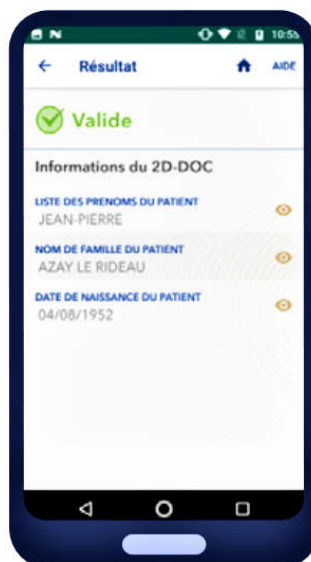 10:55
Résultat
AIDE
Valide
Informations du 2D-DOC
LISTE DES PRENOMS DU PATIENT
JEAN-PIERRE
NOM DE FAMILLE DU PATIENT
AZAY LE RIDEAU
DATE DE NAISSANCE DU PATIENT
04/08/1952